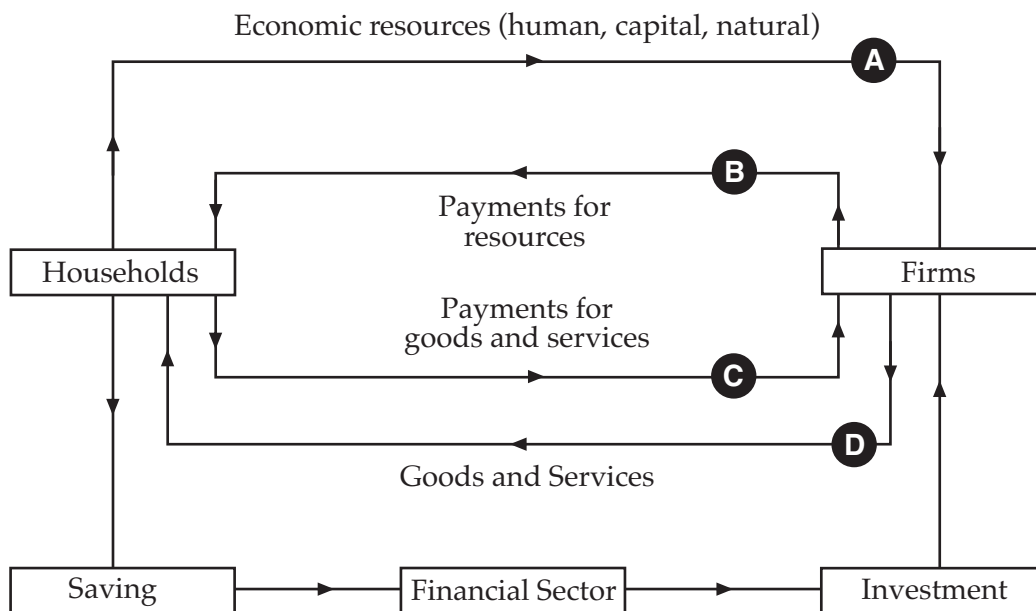 Economic resources (human, capital, natural)
A
B
Payments for
resources
Households
Firms
Payments for
goods and services
C
D
Goods and Services
Saving
Financial Sector
Investment